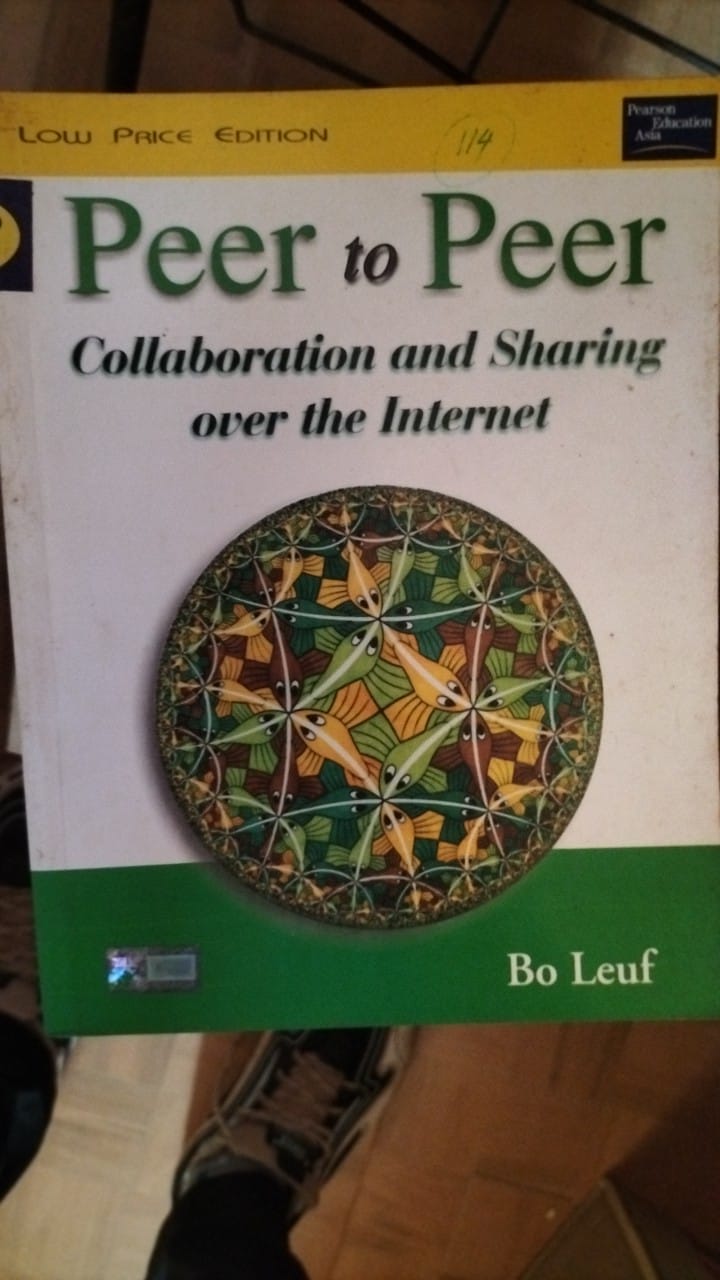 LOW PRICE EDITION
114
Pearson
Education
Asia
Peer to Peer
Collaboration and Sharing
over the Internet
Bo Leuf